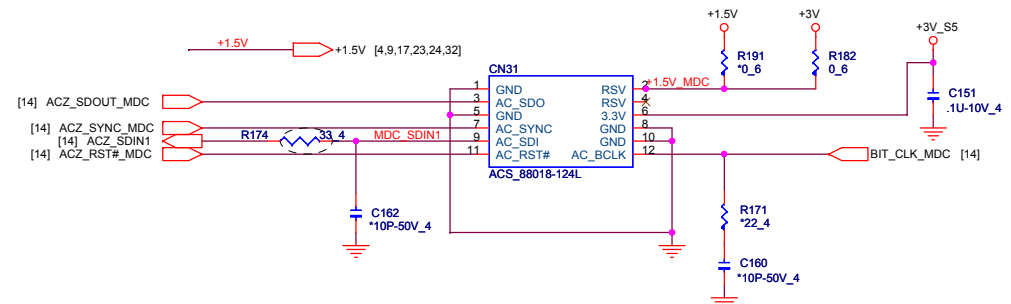 +1.5V
+1.5V [4,9,17,23,24,32]
+1.5V
+3V
+3V_S5
R191
*0_6
R182
0_6
C151
.1U-10V_4
CN31
1 GND RSV 2 +1.5V_MDC
[14] ACZ_SDOUT_MDC 3 AC_SDO RSV 4
5 GND 3.3V 6
[14] ACZ_SYNC_MDC 7 AC_SYNC GND 8
[14] ACZ_SDIN1 R174 33_4 MDC_SDIN1 9 AC_SDI GND 10
[14] ACZ_RST#_MDC 11 AC_RST# AC_BCLK 12 BIT_CLK_MDC [14]
ACS_88018-124L
C162
*10P-50V_4
R171
*22_4
C160
*10P-50V_4